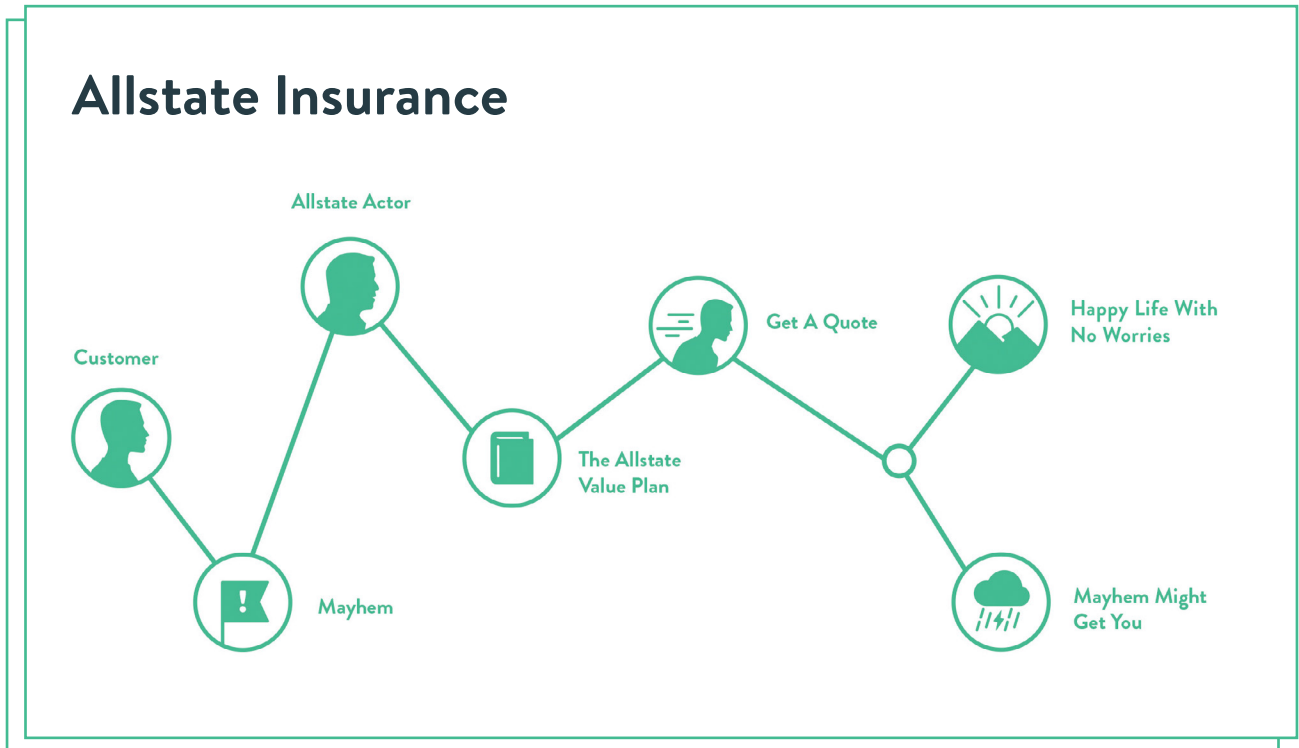 Allstate Insurance
Allstate Actor
Customer
Mayhem
The Allstate
Value Plan
Get A Quote
Happy Life With
No Worries
Mayhem Might
Get You
!